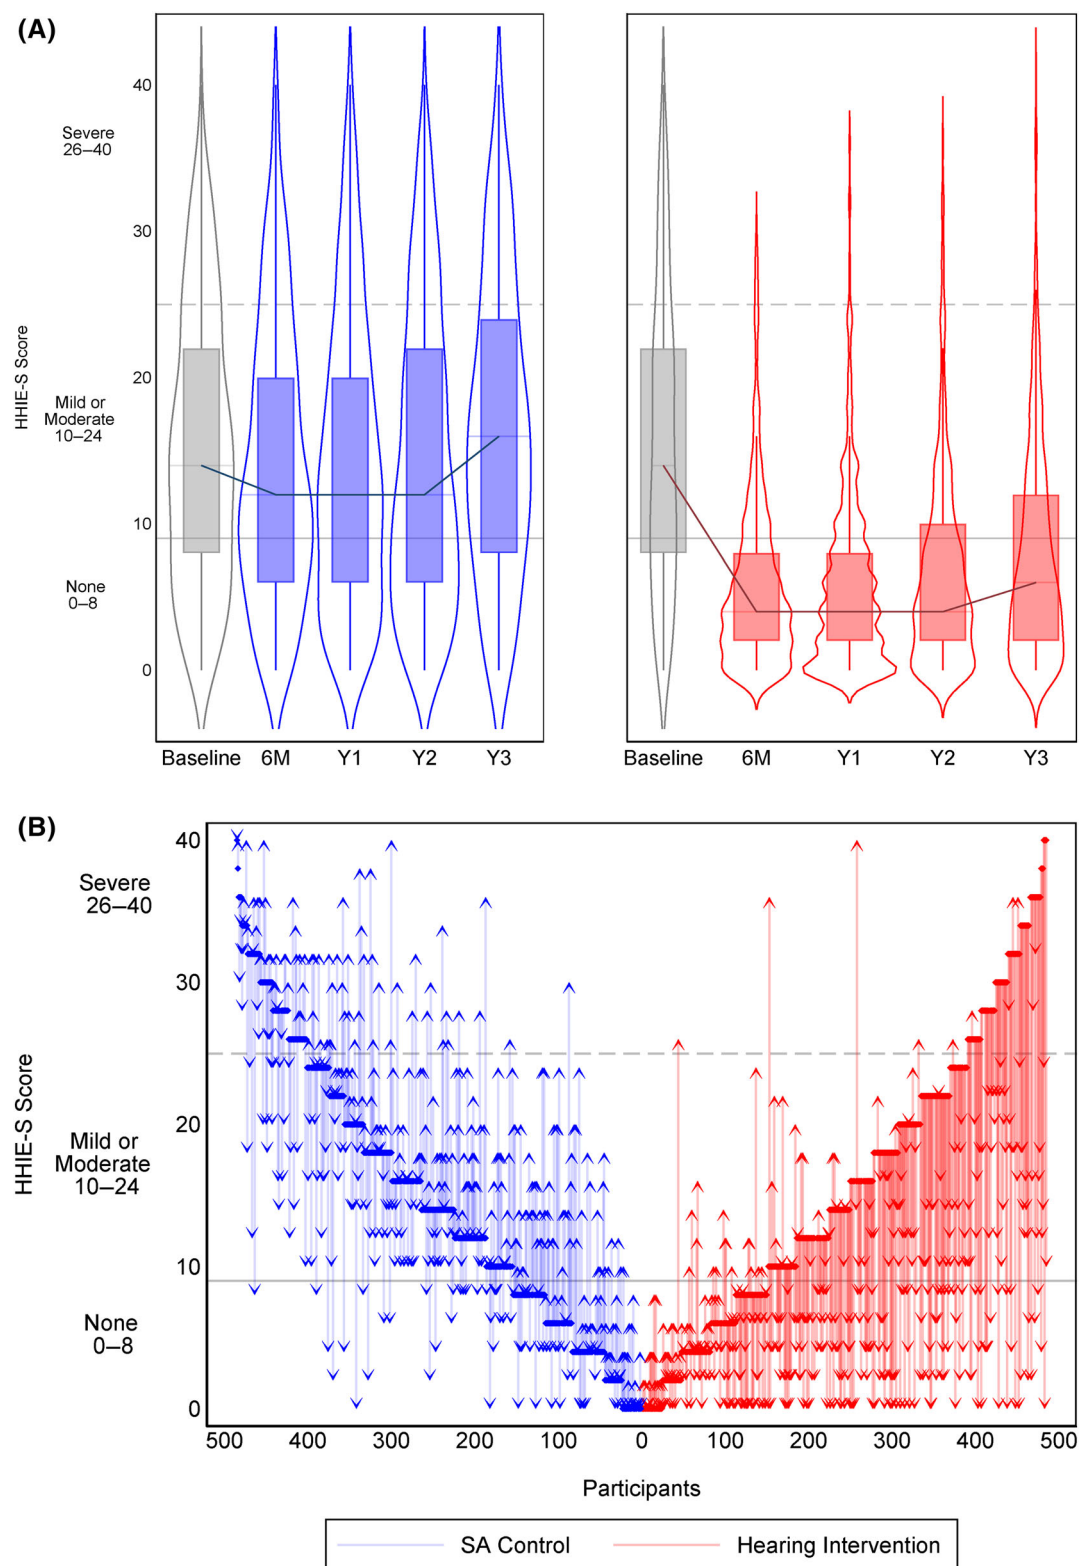 (A)
40
Severe
26–40
30
20
HHIE-S Score
Mild or
Moderate
10–24
10
None
0–8
0
Baseline 6M Y1 Y2 Y3
Baseline 6M Y1 Y2 Y3
(B)
40
Severe
26–40
30
20
HHIE-S Score
Mild or
Moderate
10–24
10
None
0–8
0
500 400 300 200 100 0 100 200 300 400 500
Participants
SA Control Hearing Intervention